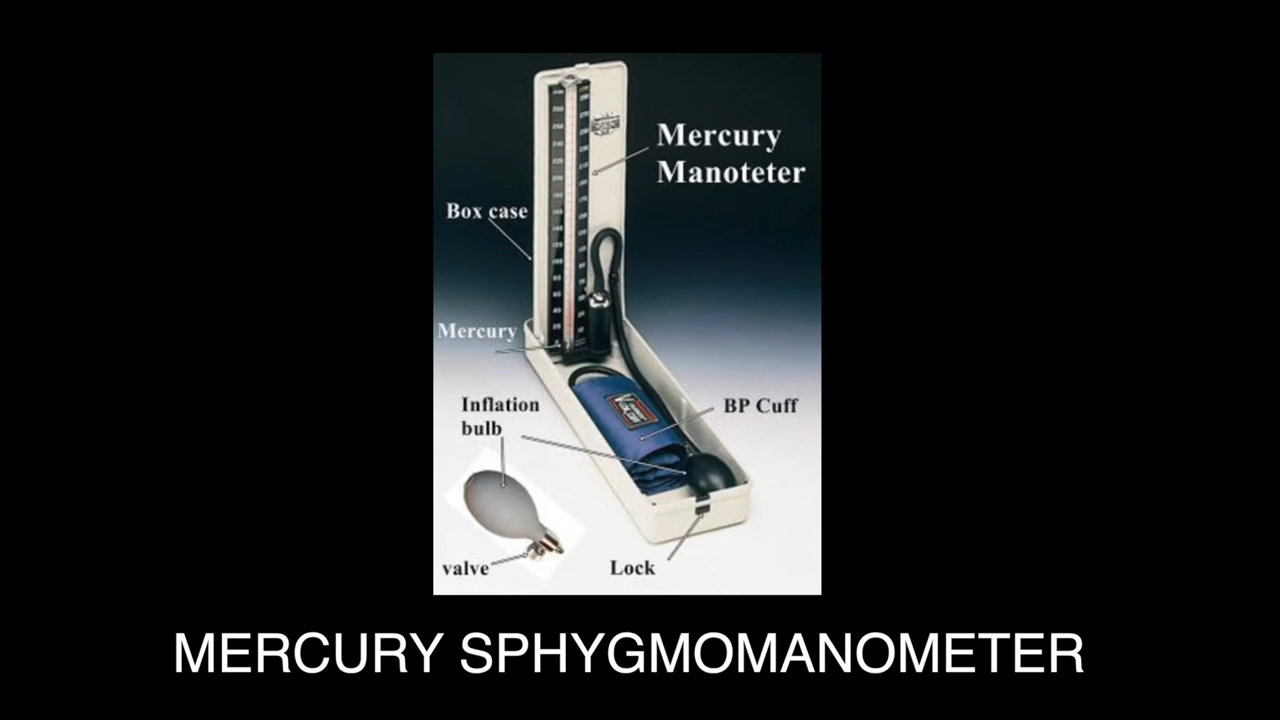 Mercury
Manoteter
Box case
Mercury
Inflation
bulb
BP Cuff
valve
Lock
MERCURY SPHYGMOMANOMETER